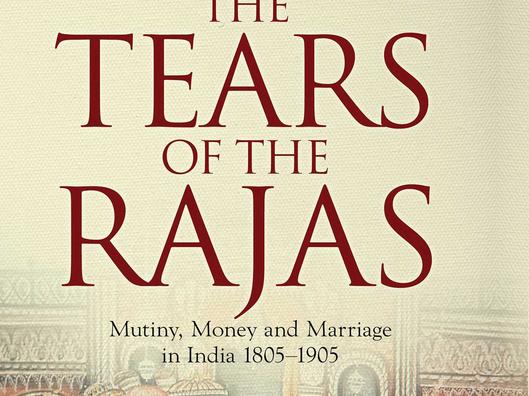 THE
TEARS
OF THE
RAJAS
Mutiny, Money and Marriage
in India 1805–1905